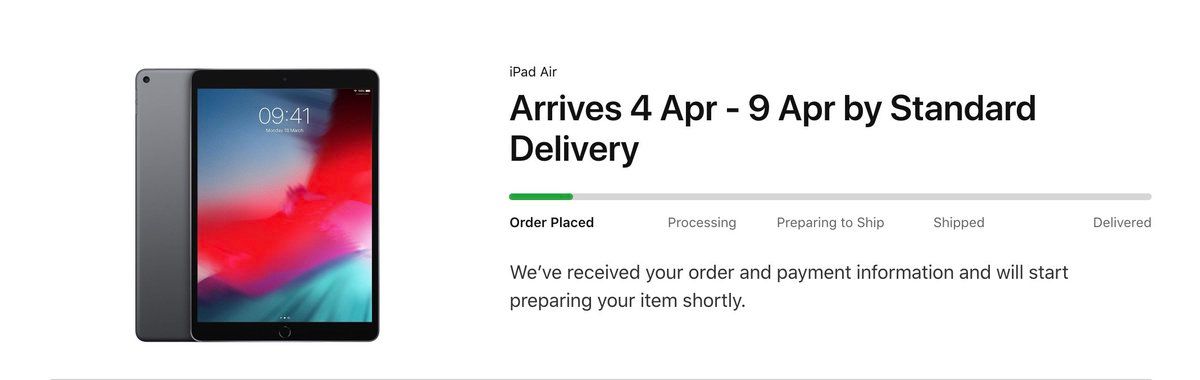 iPad Air
Arrives 4 Apr - 9 Apr by Standard
Delivery
09:41
Monday 18 March
Order Placed
Processing
Preparing to Ship
Shipped
Delivered
We’ve received your order and payment information and will start
preparing your item shortly.